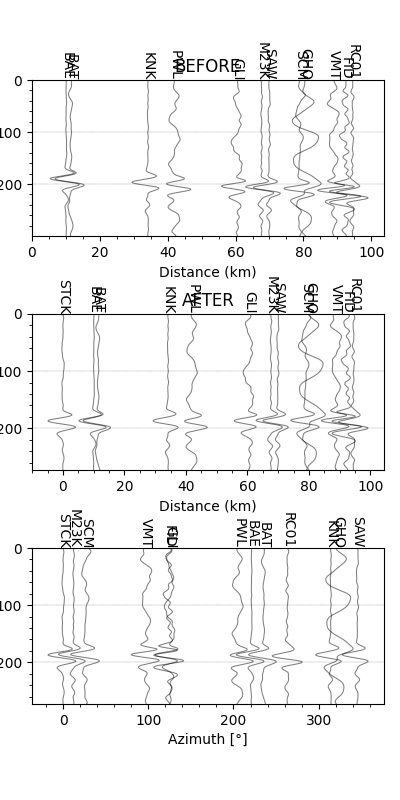 BEFORE
BAE BAT KNK PWL GLI M23K SAW SCM GHO VMT FID RC01
0
100
200
0 20 40 60 80 100
Distance (km)
AFTER
STCK BAE BAT KNK PWL GLI M23K SAW SCM GHO VMT FID RC01
0
100
200
0 20 40 60 80 100
Distance (km)
STCK M23K SCM VMT PWL BAE BAT RC01 KNK GHO SAW
0
100
200
0 100 200 300
Azimuth [°]